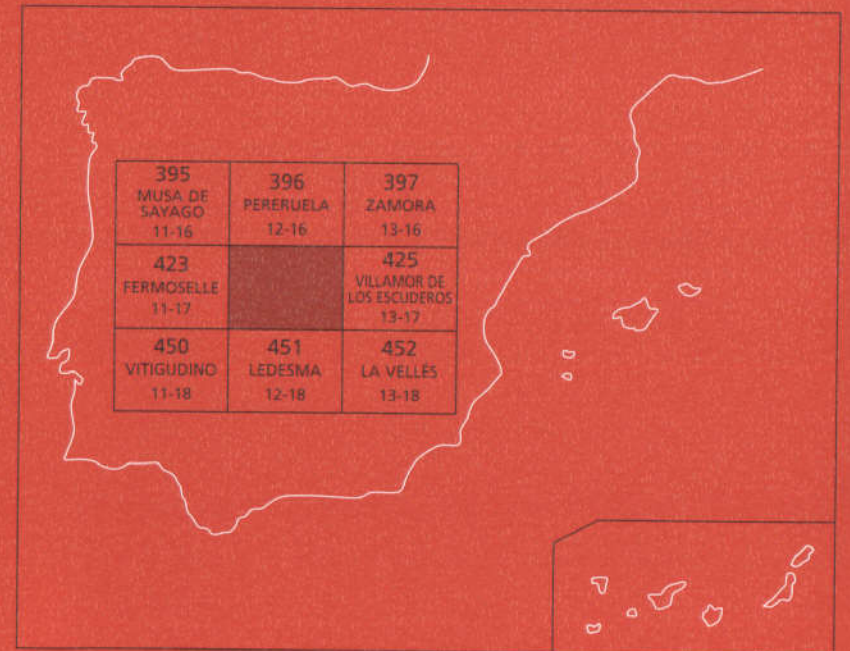 395
MUSA DE
SAYAGO
11-16
396
PERERUELA
12-16
397
ZAMORA
13-16
423
FERMOSELLE
11-17
425
VILLAMOR DE
LOS ESCUDEROS
13-17
450
VITIGUDINO
11-18
451
LEDESMA
12-18
452
LA VELLÉS
13-18